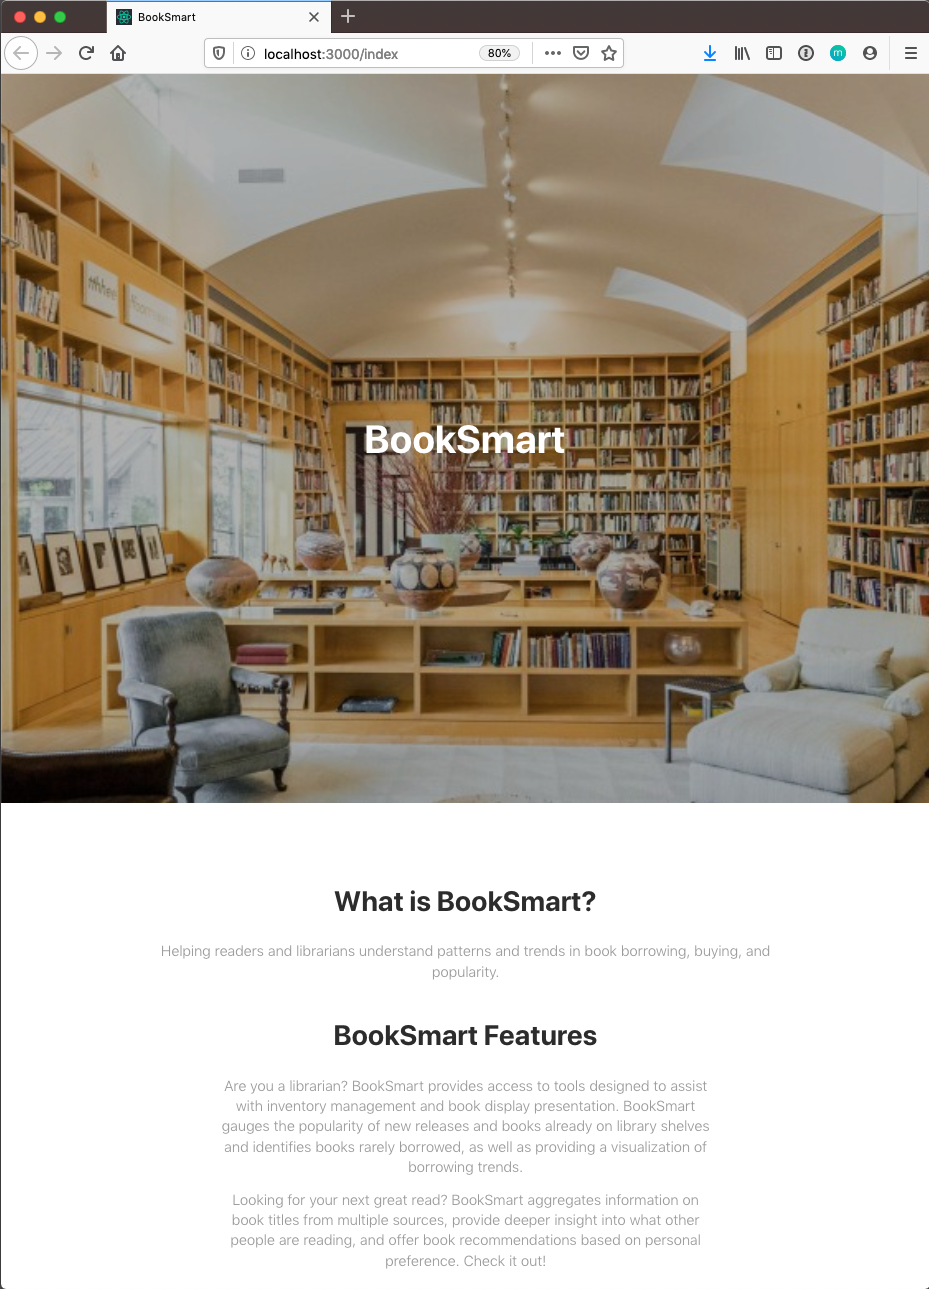 BookSmart
localhost:3000/index
80%
m
BookSmart
What is BookSmart?
Helping readers and librarians understand patterns and trends in book borrowing, buying, and
popularity.
BookSmart Features
Are you a librarian? BookSmart provides access to tools designed to assist
with inventory management and book display presentation. BookSmart
gauges the popularity of new releases and books already on library shelves
and identifies books rarely borrowed, as well as providing a visualization of
borrowing trends.
Looking for your next great read? BookSmart aggregates information on
book titles from multiple sources, provide deeper insight into what other
people are reading, and offer book recommendations based on personal
preference. Check it out!